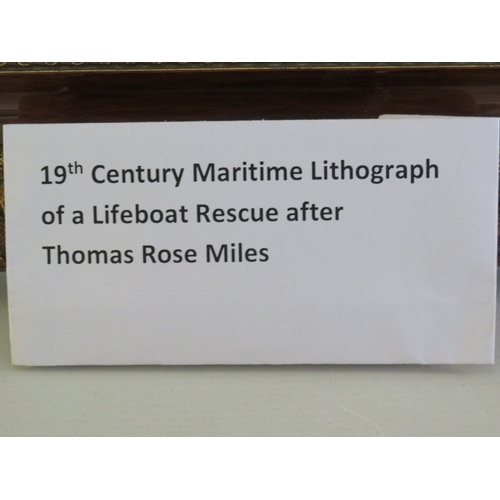 19th Century Maritime Lithograph
of a Lifeboat Rescue after
Thomas Rose Miles